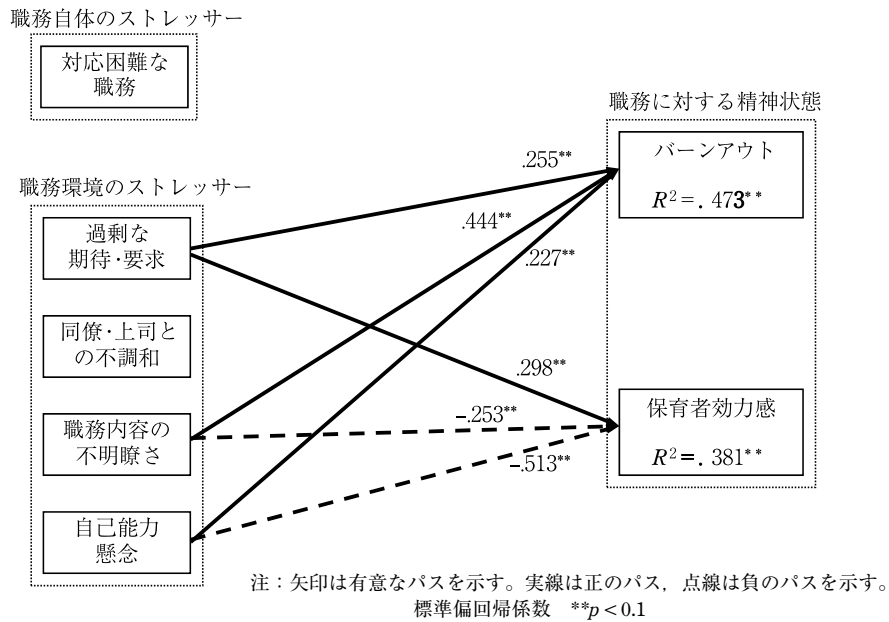 職務自体のストレッサー
対応困難な
職務
職務環境のストレッサー
過剰な
期待・要求
同僚・上司と
の不調和
職務内容の
不明瞭さ
自己能力
懸念
.255**
.444**
.227**
.298**
-.253**
-.513**
職務に対する精神状態
バーンアウト
R²=.473**
保育者効力感
R²=.381**
注：矢印は有意なパスを示す。実線は正のパス，点線は負のパスを示す。
標準偏回帰係数　**p＜0.1